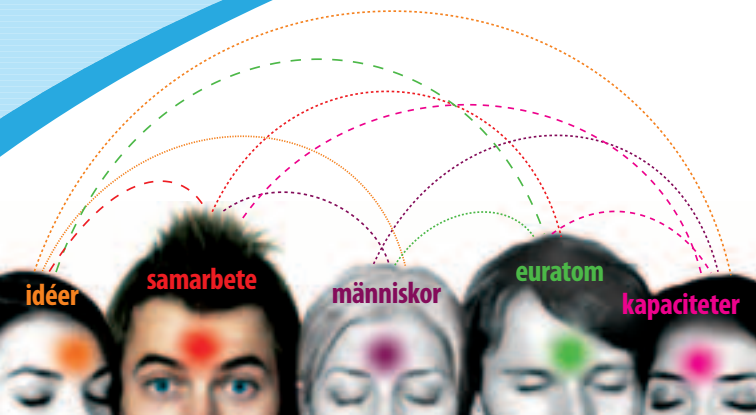 idéer
samarbete
människor
euratom
kapaciteter